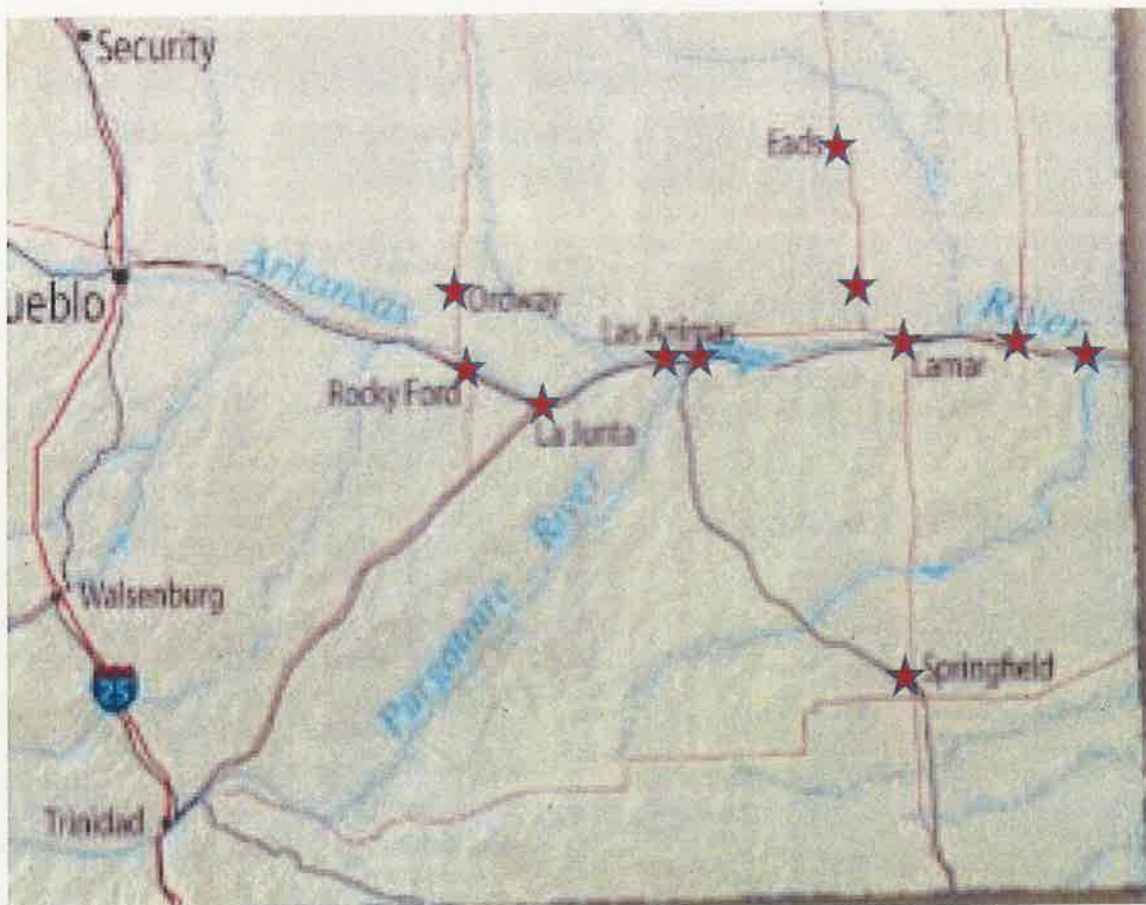 Security
Eads
Arkansas
River
ueblo
Ordway
Las Animas
Lamar
Rocky Ford
La Junta
River
Purgatoire
Walsenburg
25
Springfield
Trinidad